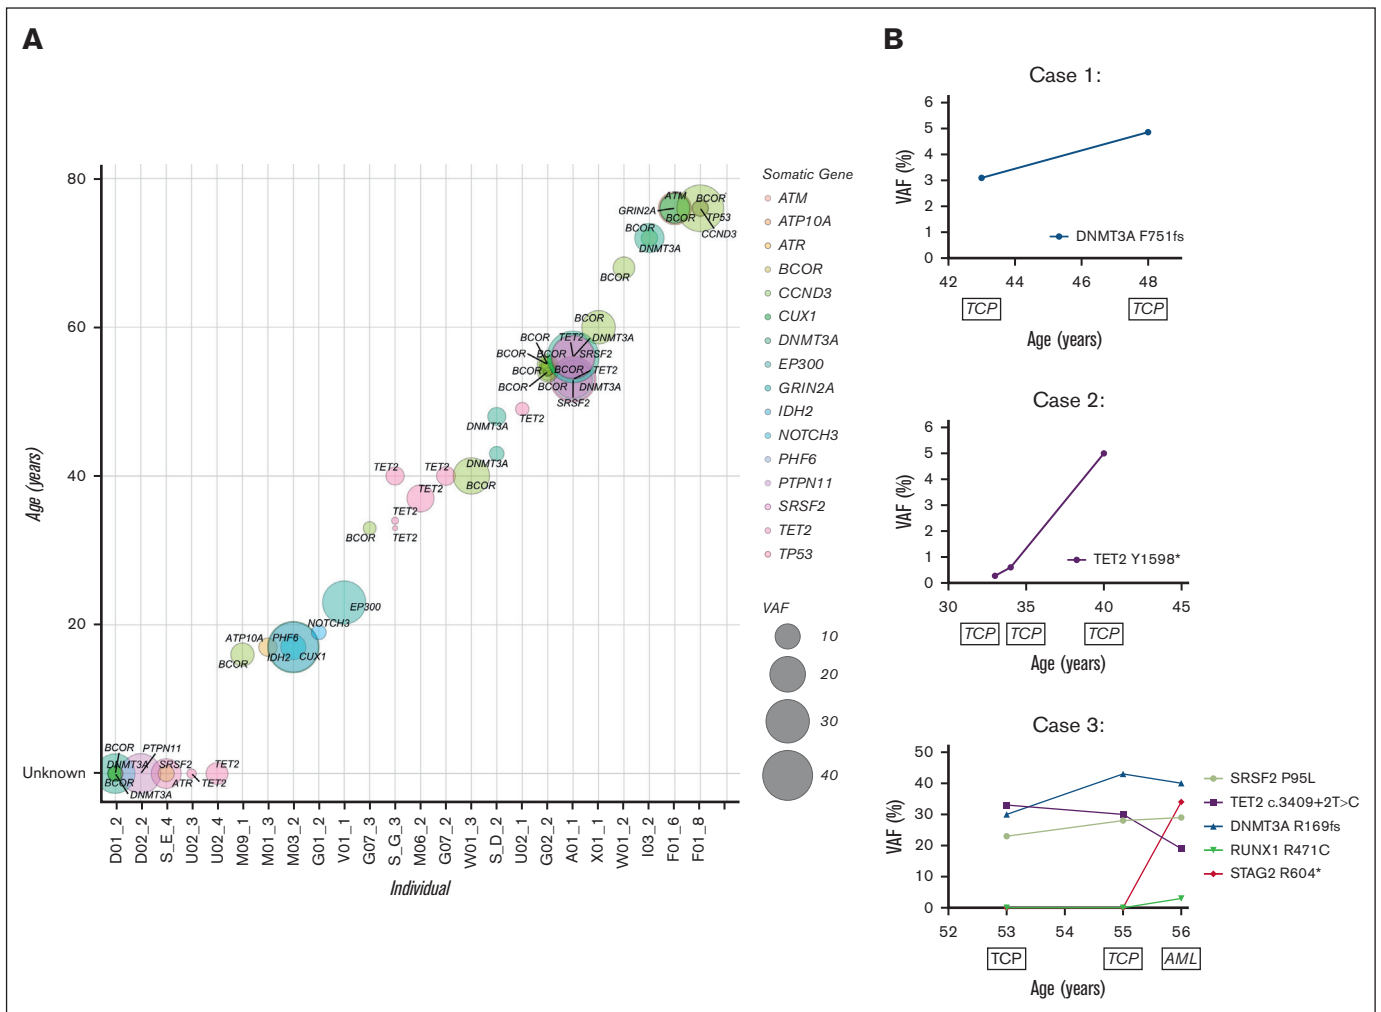 A
80
60
40
20
Unknown
Age (years)
ATM
GRIN2A
BCOR
BCOR
TP53
CCND3
BCOR
DNMT3A
BCOR
BCOR
BCOR
TET2
DNMT3A
BCOR
BCOR
SRSF2
BCOR
BCOR
TET2
BCOR
BCOR
DNMT3A
SRSF2
DNMT3A
TET2
TET2
TET2
DNMT3A
TET2
BCOR
TET2
BCOR
TET2
EP300
NOTCH3
ATP10A
PHF6
BCOR
IDH2
CUX1
BCOR
PTPN11
DNMT3A
SRSF2
TET2
BCOR
ATR
TET2
DNMT3A
D01_2
D02_2
S_E_4
U02_3
U02_4
M09_1
M01_3
M03_2
G01_2
V01_1
G07_3
S_G_3
M06_2
G07_2
W01_3
S_D_2
U02_1
G02_2
A01_1
X01_1
W01_2
I03_2
F01_6
F01_8
Individual
Somatic Gene
ATM
ATP10A
ATR
BCOR
CCND3
CUX1
DNMT3A
EP300
GRIN2A
IDH2
NOTCH3
PHF6
PTPN11
SRSF2
TET2
TP53
VAF
10
20
30
40
B
Case 1:
VAF (%)
6
5
4
3
2
1
0
DNMT3A F751fs
42 44 46 48
TCP TCP
Age (years)
Case 2:
VAF (%)
6
5
4
3
2
1
0
TET2 Y1598*
30 35 40 45
TCP TCP TCP
Age (years)
Case 3:
VAF (%)
50
40
30
20
10
0
SRSF2 P95L
TET2 c.3409+2T>C
DNMT3A R169fs
RUNX1 R471C
STAG2 R604*
52 53 54 55 56
TCP TCP AML
Age (years)